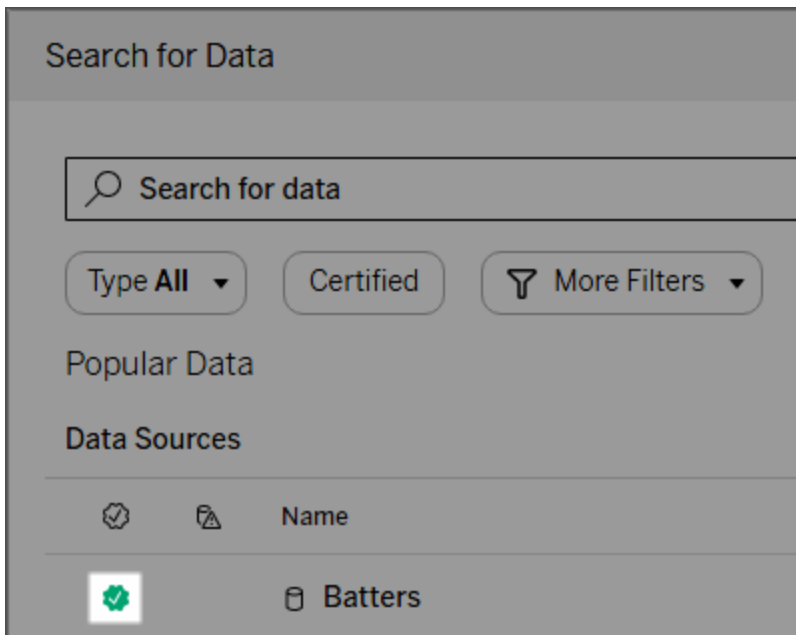 Search for Data
Search for data
Type All Certified More Filters
Popular Data
Data Sources
Name
Batters